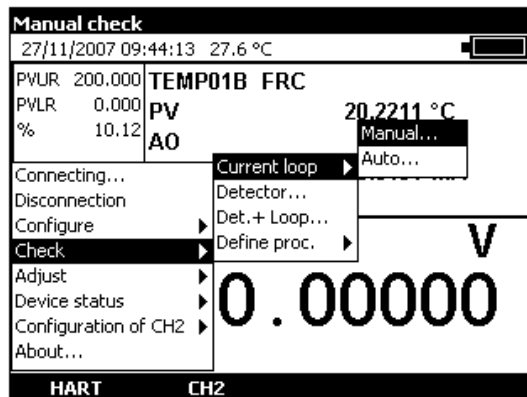 Manual check
27/11/2007 09:44:13 27.6 °C
PVUR 200.000
PVLR 0.000
% 10.12
TEMP01B FRC
PV 20.2211 °C
AO
Connecting...
Disconnection
Configure
Check
Adjust
Device status
Configuration of CH2
About...
Current loop
Detector...
Det.+ Loop...
Define proc.
Manual...
Auto...
V
0.00000
HART CH2